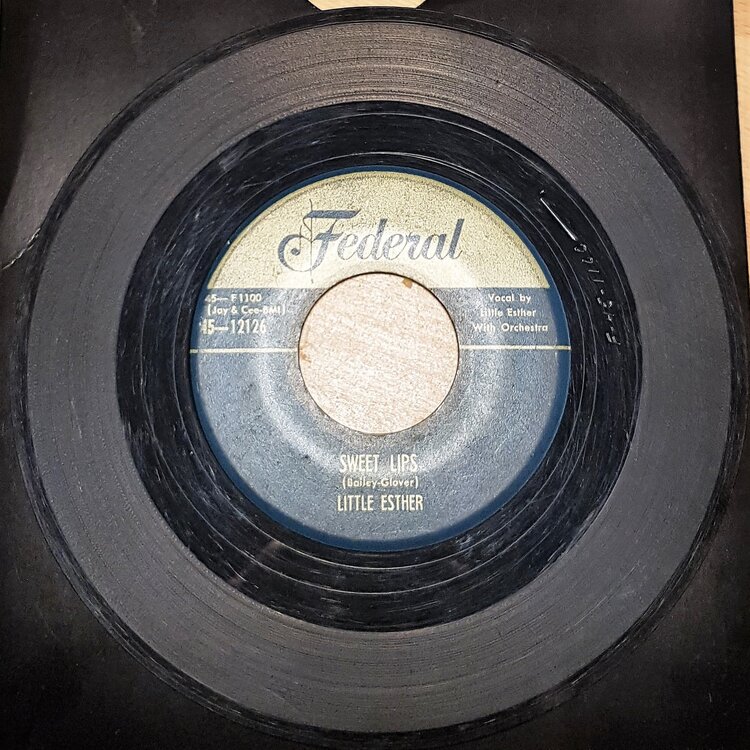 Federal
45— F1100
(Jay & Cee-BMI)
45—12126
Vocal by
Little Esther
With Orchestra
SWEET LIPS
(Bailey-Glover)
LITTLE ESTHER